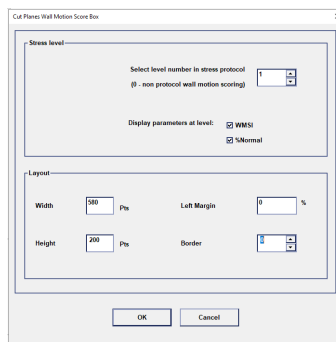 Cut Planes Wall Motion Score Box
Stress level
Select level number in stress protocol
(0 - non protocol wall motion scoring)
1
Display parameters at level:
WMSI
%Normal
Layout
Width 580 Pts Left Margin 0 %
Height 200 Pts Border
OK Cancel